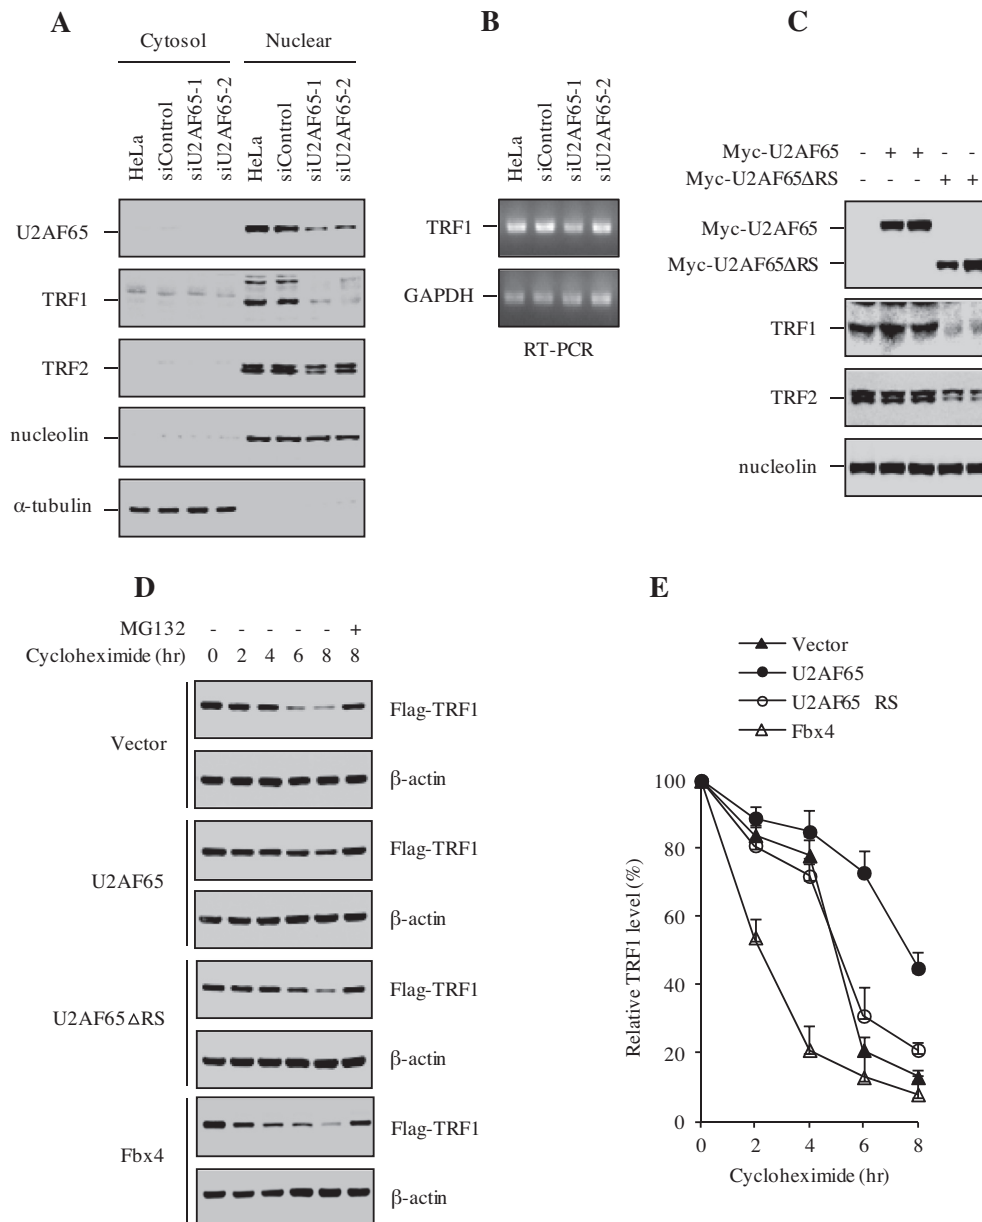 A
Cytosol Nuclear
HeLa
siControl
siU2AF65-1
siU2AF65-2
HeLa
siControl
siU2AF65-1
siU2AF65-2
U2AF65
TRF1
TRF2
nucleolin
α-tubulin
B
HeLa
siControl
siU2AF65-1
siU2AF65-2
TRF1
GAPDH
RT-PCR
C
Myc-U2AF65 - + + - -
Myc-U2AF65ΔRS - - - + +
Myc-U2AF65
Myc-U2AF65ΔRS
TRF1
TRF2
nucleolin
D
MG132 - - - - - +
Cycloheximide (hr) 0 2 4 6 8 8
Vector
Flag-TRF1
β-actin
U2AF65
Flag-TRF1
β-actin
U2AF65ΔRS
Flag-TRF1
β-actin
Fbx4
Flag-TRF1
β-actin
E
Vector
U2AF65
U2AF65 RS
Fbx4
Relative TRF1 level (%)
100
80
60
40
20
0
0 2 4 6 8
Cycloheximide (hr)